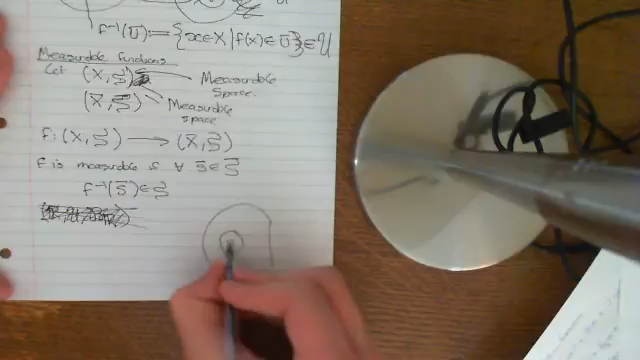 f⁻¹(Ū) := {x∈X | f(x)∈ Ū} ∈ U
Measurable functions
Let (X, ξ) Measurable Space.
(X̄, ξ̄) Measurable space
f: (X, ξ) → (X̄, ξ̄)
f is measurable if ∀ s̄ ∈ ξ̄
f⁻¹(s̄) ∈ ξ